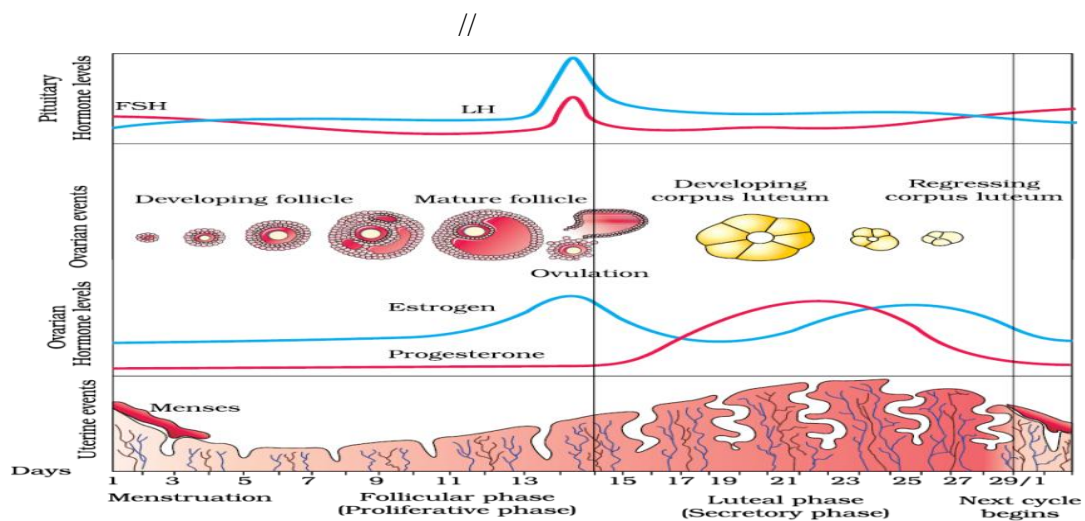 //
Pituitary
Hormone levels
FSH
LH
Ovarian events
Developing follicle
Mature follicle
Developing
corpus luteum
Regressing
corpus luteum
Ovulation
Ovarian
Hormone levels
Estrogen
Progesterone
Uterine events
Menses
Days
1 3 5 7 9 11 13 15 17 19 21 23 25 27 29/1
Menstruation
Follicular phase
(Proliferative phase)
Luteal phase
(Secretory phase)
Next cycle
begins